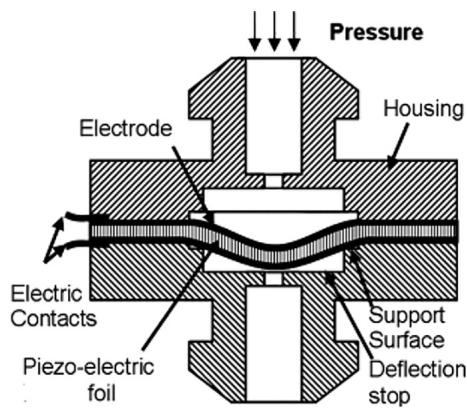 Pressure
Housing
Electrode
Electric
Contacts
Piezo-electric
foil
Support
Surface
Deflection
stop